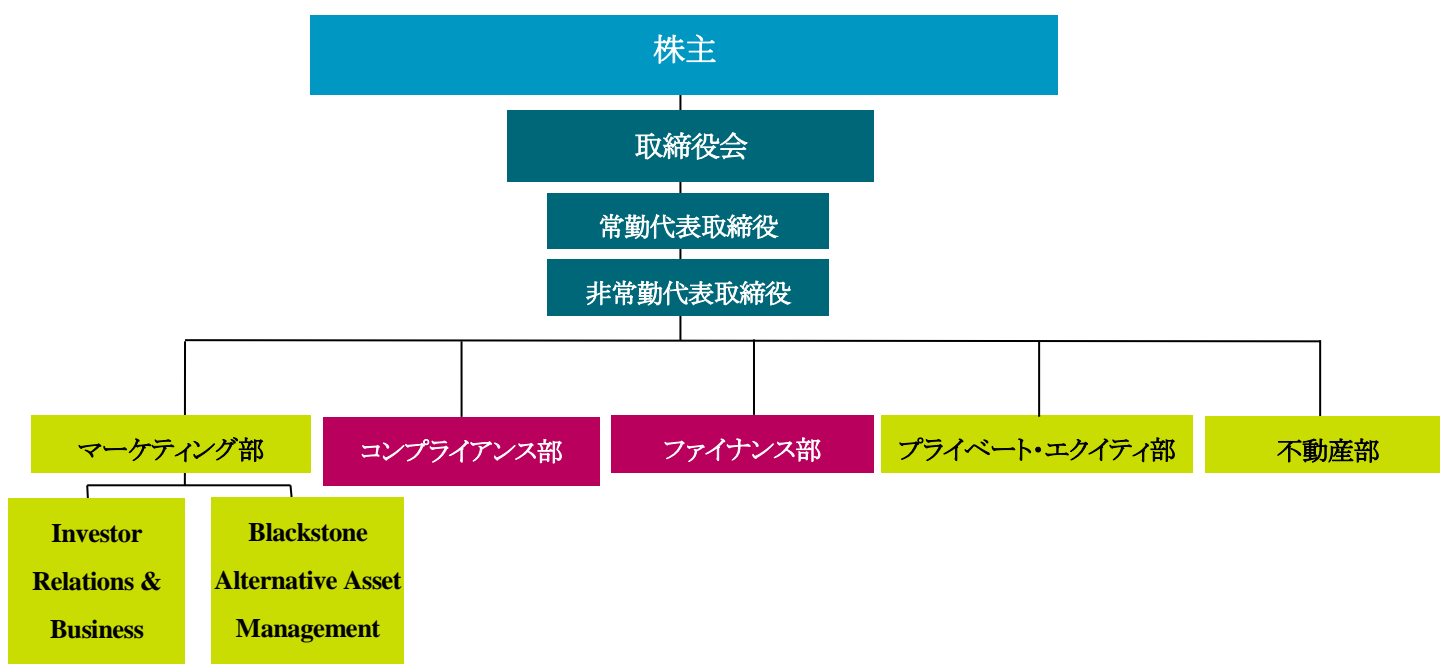 株主
取締役会
常勤代表取締役
非常勤代表取締役
マーケティング部
コンプライアンス部
ファイナンス部
プライベート・エクイティ部
不動産部
Investor
Relations &
Business
Blackstone
Alternative Asset
Management